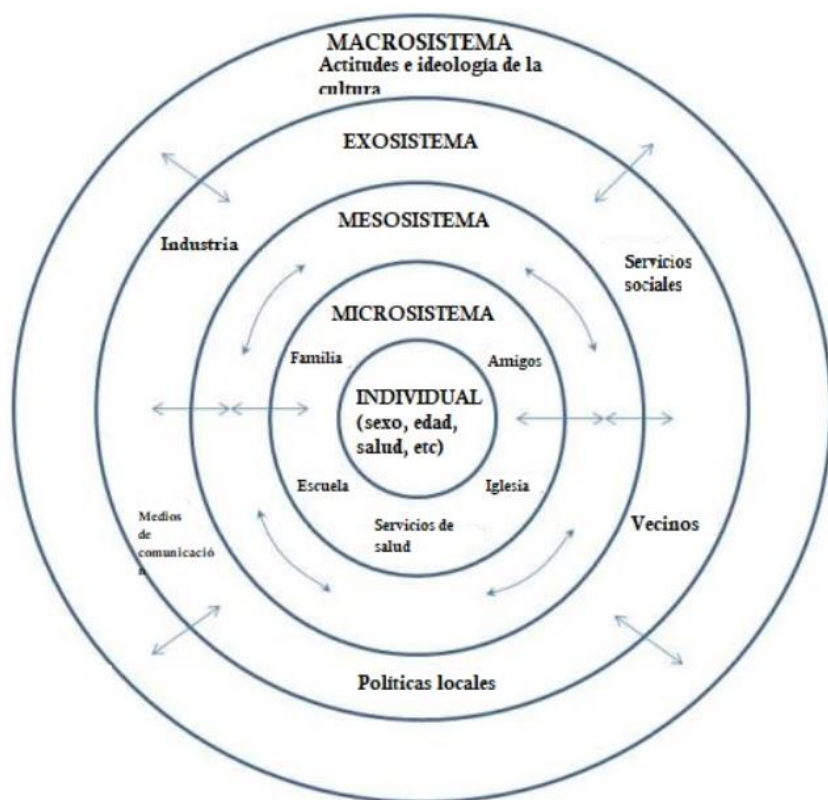 MACROSISTEMA
Actitudes e ideología de la
cultura
EXOSISTEMA
MESOSISTEMA
Industria
Servicios
sociales
MICROSISTEMA
Familia
Amigos
INDIVIDUAL
(sexo, edad,
salud, etc)
Escuela
Iglesia
Servicios de
salud
Medios
de
comunicació
n
Vecinos
Políticas locales